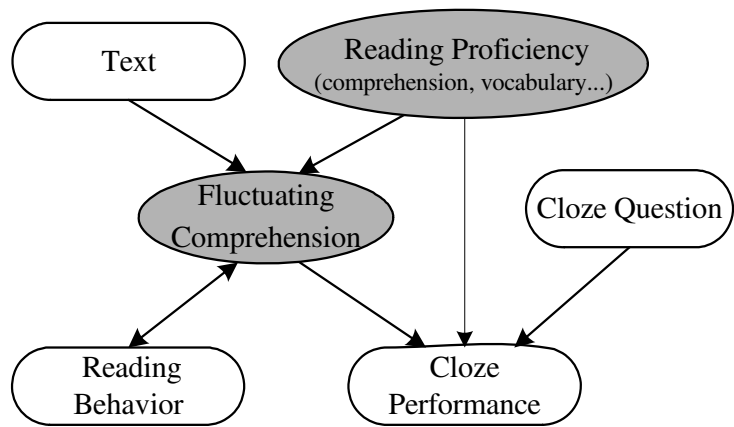 Text
Reading Proficiency
(comprehension, vocabulary...)
Fluctuating
Comprehension
Cloze Question
Reading
Behavior
Cloze
Performance